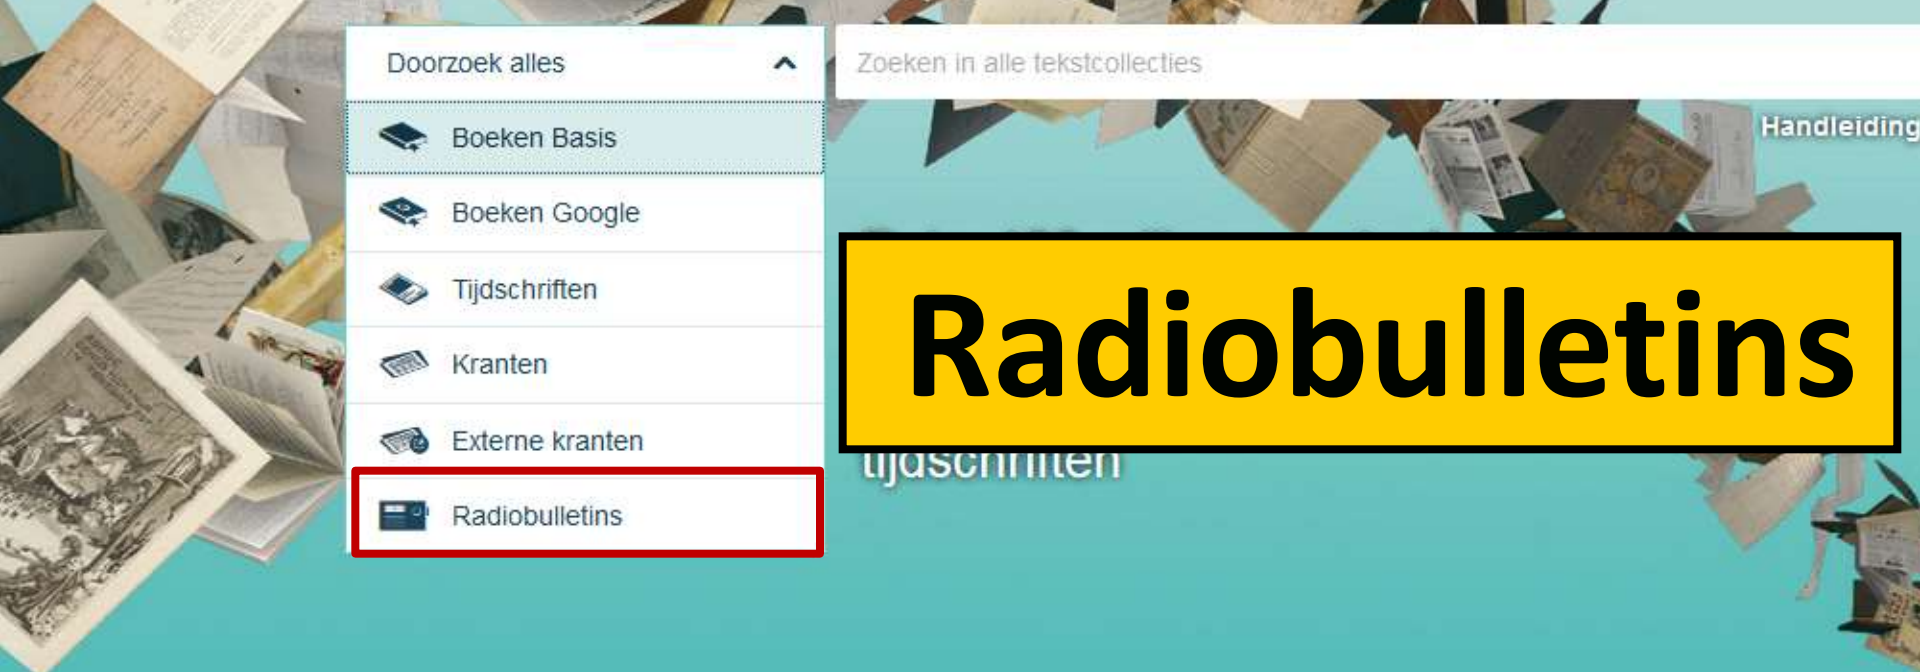 Doorzoek alles
Zoeken in alle tekstcollecties
Handleiding
Boeken Basis
Boeken Google
Tijdschriften
Kranten
Externe kranten
Radiobulletins
Radiobulletins
tijdschriften